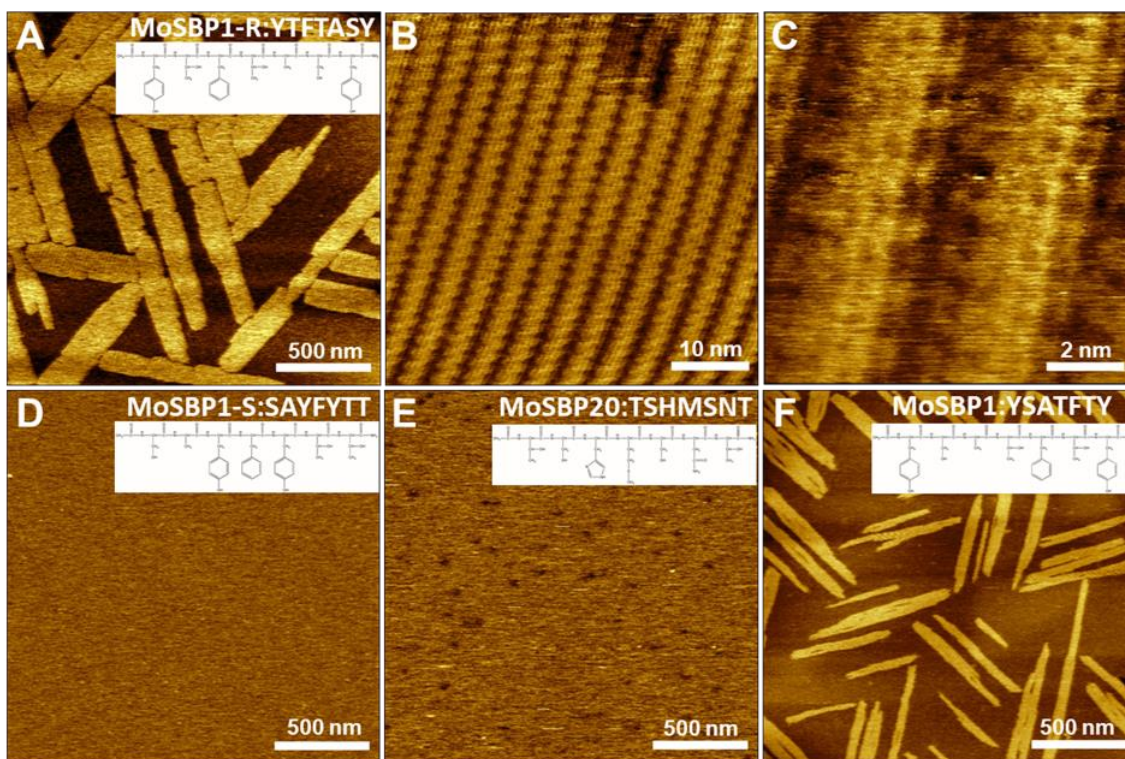 A
MoSBP1-R:YTFTASY
500 nm
B
10 nm
C
2 nm
D
MoSBP1-S:SAYFYTT
500 nm
E
MoSBP20:TSHMSNT
500 nm
F
MoSBP1:YSATFTY
500 nm